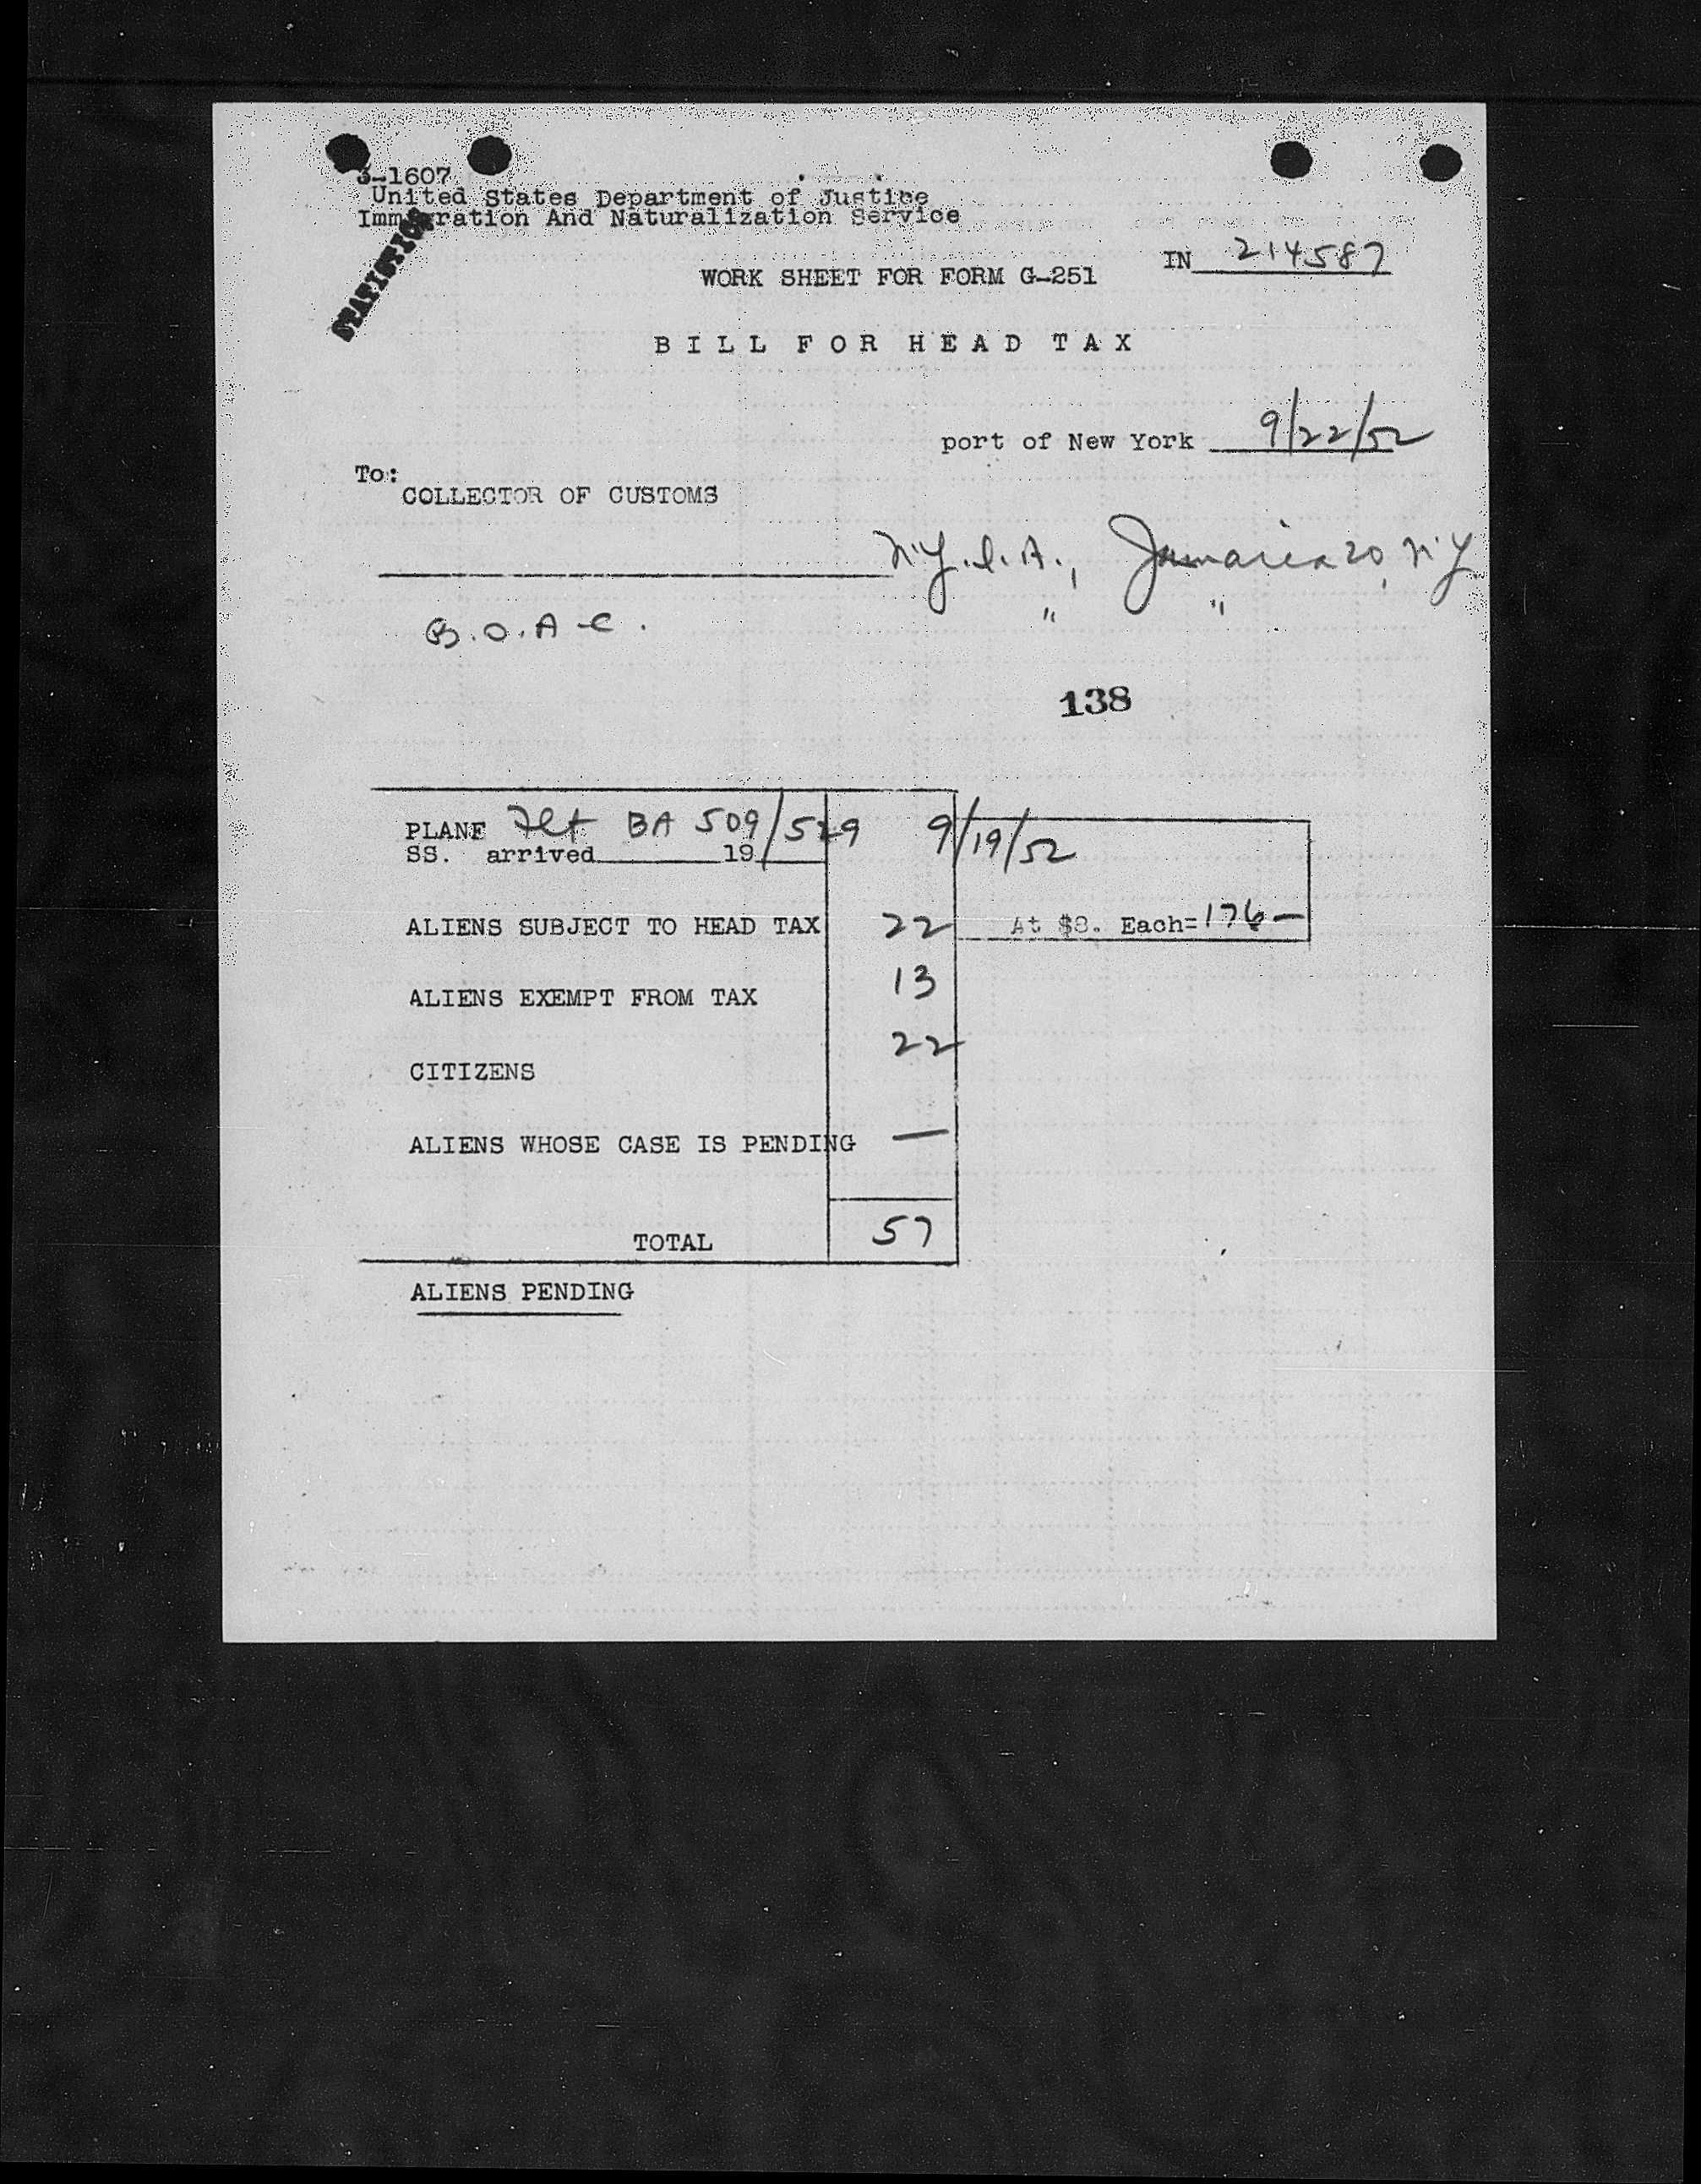 3-1607
United States Department of Justice
Immigration And Naturalization Service
STATISTICS
IN 214587
WORK SHEET FOR FORM G-251
BILL FOR HEAD TAX
port of New York 9/22/52
To:
COLLECTOR OF CUSTOMS
N.Y.I.A., Jamaica 20, N.Y.
" "
B.O.A.C.
138
PLANE Flt BA 509/529 9/19/52
SS. arrived 19
ALIENS SUBJECT TO HEAD TAX 22 At $8. Each=176—
ALIENS EXEMPT FROM TAX 13
CITIZENS 22
ALIENS WHOSE CASE IS PENDING —
TOTAL 57
ALIENS PENDING